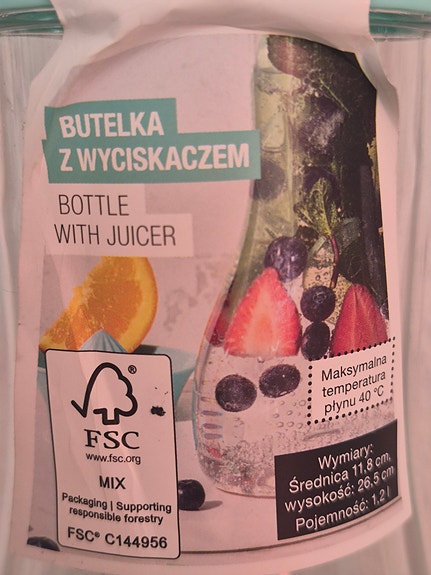 BUTELKA
Z WYCISKACZEM
BOTTLE
WITH JUICER
Maksymalna
temperatura
płynu 40 °C
FSC
www.fsc.org
MIX
Packaging | Supporting
responsible forestry
FSC® C144956
Wymiary:
Średnica 11,8 cm,
wysokość: 26,5 cm
Pojemność: 1,2 l